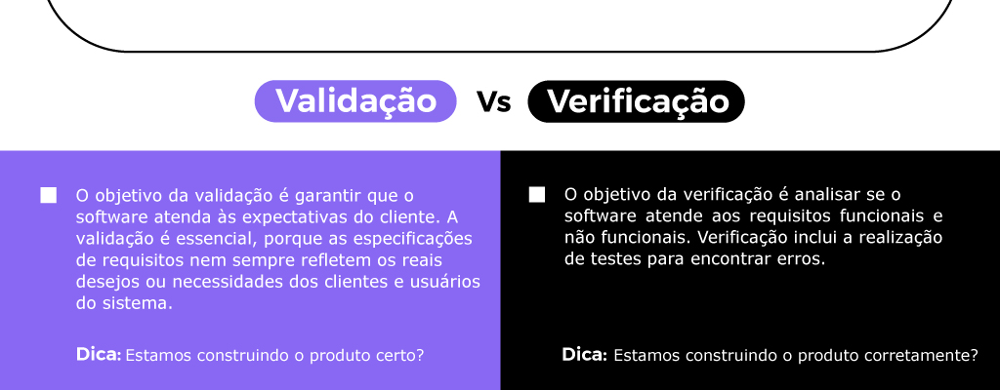 Validação Vs Verificação
O objetivo da validação é garantir que o
software atenda às expectativas do cliente. A
validação é essencial, porque as especificações
de requisitos nem sempre refletem os reais
desejos ou necessidades dos clientes e usuários
do sistema.
Dica: Estamos construindo o produto certo?
O objetivo da verificação é analisar se o
software atende aos requisitos funcionais e
não funcionais. Verificação inclui a realização
de testes para encontrar erros.
Dica: Estamos construindo o produto corretamente?